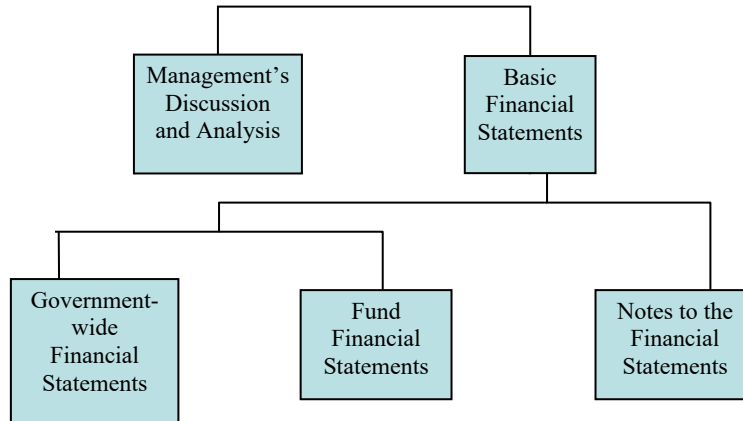 Management’s
Discussion
and Analysis
Basic
Financial
Statements
Government-
wide
Financial
Statements
Fund
Financial
Statements
Notes to the
Financial
Statements